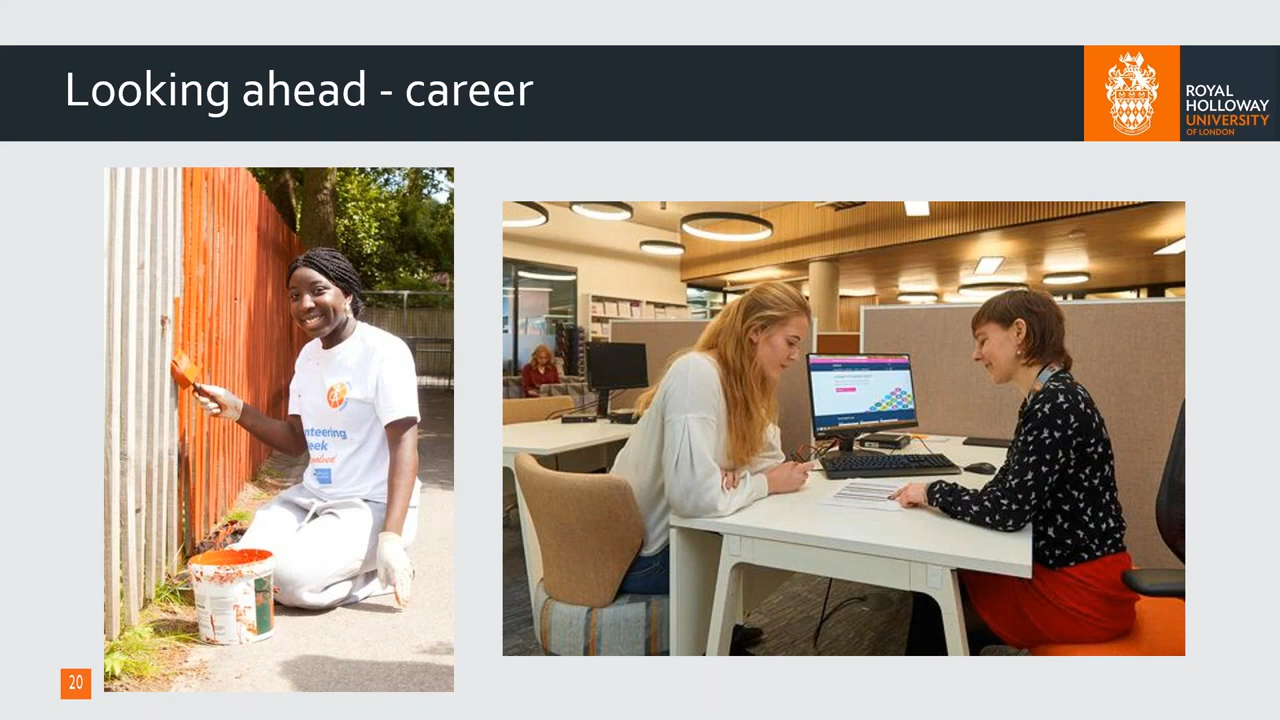 Looking ahead - career
ROYAL
HOLLOWAY
UNIVERSITY
OF LONDON
20